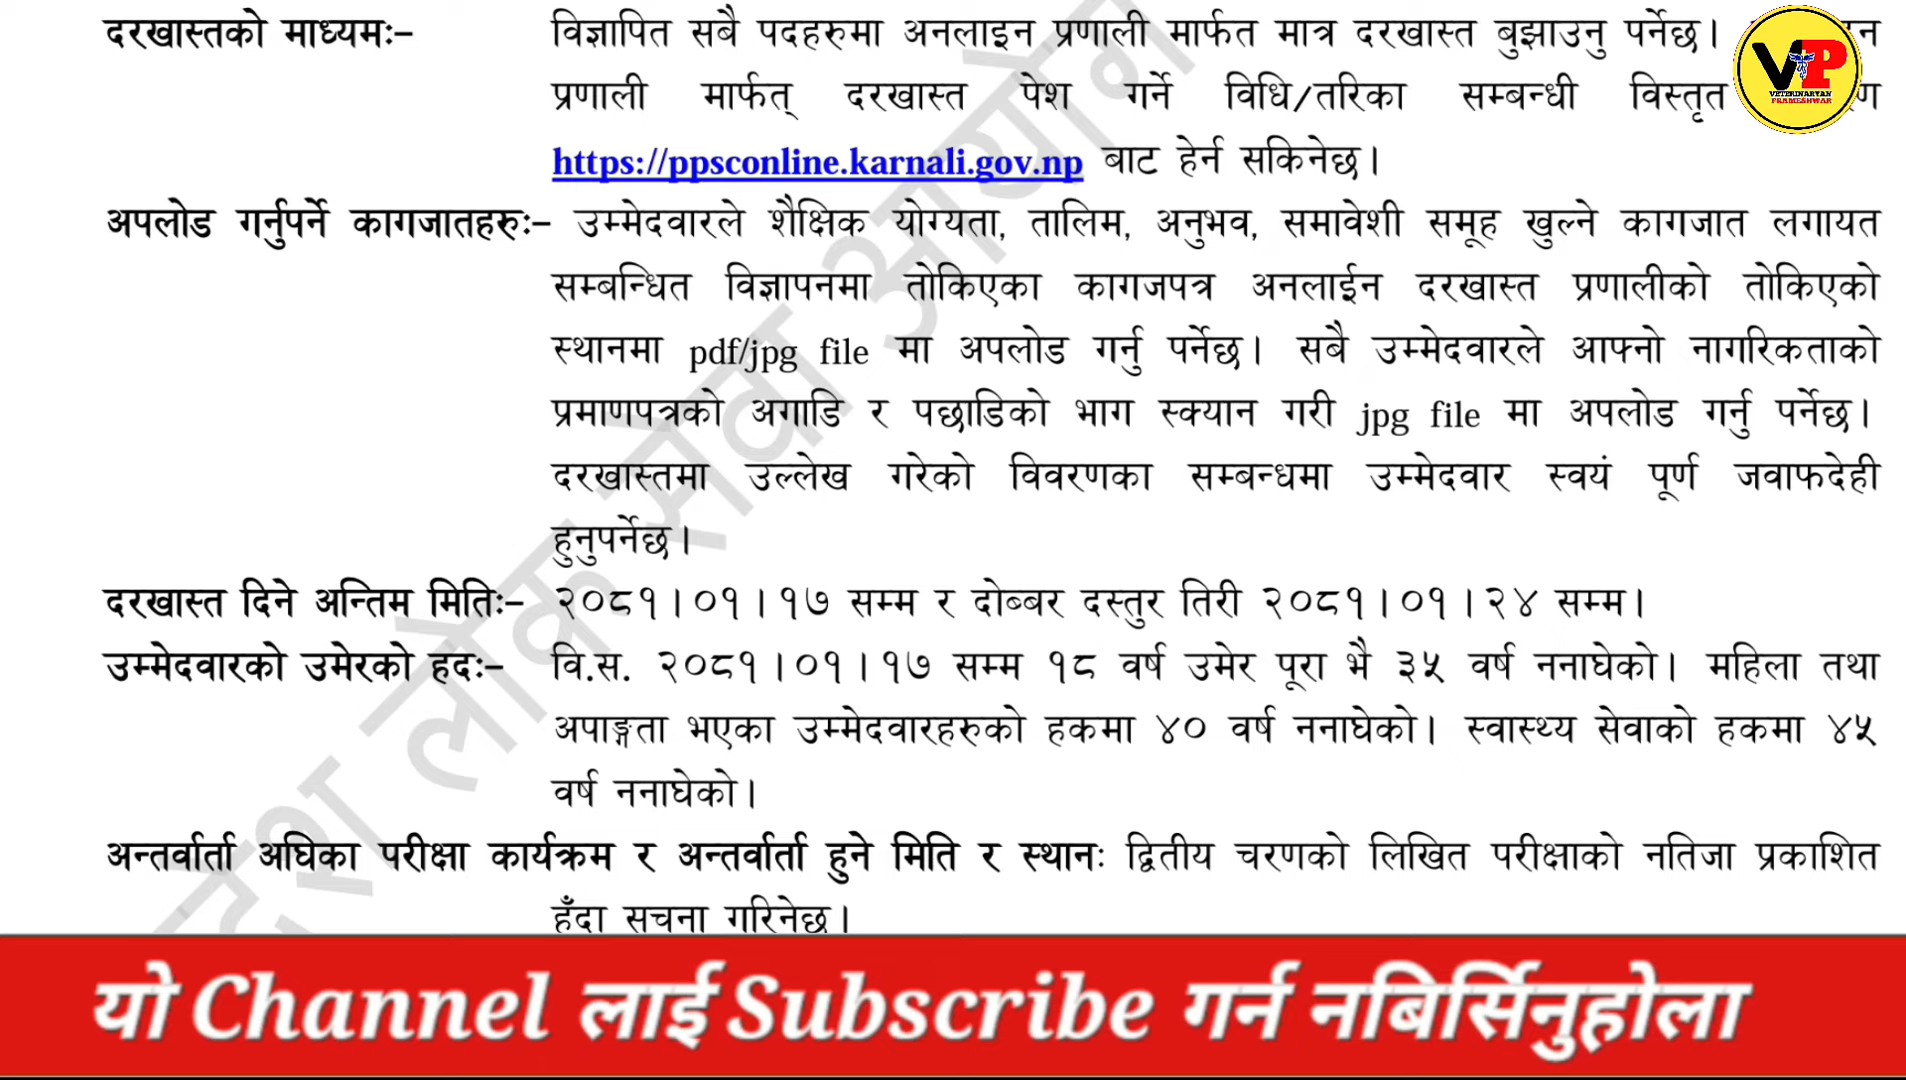 दरखास्तको माध्यमः- विज्ञापित सबै पदहरुमा अनलाइन प्रणाली मार्फत मात्र दरखास्त बुझाउनु पर्नेछ।
प्रणाली मार्फत् दरखास्त पेश गर्ने विधि/तरिका सम्बन्धी विस्तृत
https://ppsconline.karnali.gov.np बाट हेर्न सकिनेछ।
VP
VETERINARYAN
PRAMESHWAR
अपलोड गर्नुपर्ने कागजातहरुः- उम्मेदवारले शैक्षिक योग्यता, तालिम, अनुभव, समावेशी समूह खुल्ने कागजात लगायत
सम्बन्धित विज्ञापनमा तोकिएका कागजपत्र अनलाईन दरखास्त प्रणालीको तोकिएको
स्थानमा pdf/jpg file मा अपलोड गर्नु पर्नेछ। सबै उम्मेदवारले आफ्नो नागरिकताको
प्रमाणपत्रको अगाडि र पछाडिको भाग स्क्यान गरी jpg file मा अपलोड गर्नु पर्नेछ।
दरखास्तमा उल्लेख गरेको विवरणका सम्बन्धमा उम्मेदवार स्वयं पूर्ण जवाफदेही
हुनुपर्नेछ।
दरखास्त दिने अन्तिम मितिः- २०८१।०१।१७ सम्म र दोब्बर दस्तुर तिरी २०८१।०१।२४ सम्म।
उम्मेदवारको उमेरको हदः- वि.स. २०८१।०१।१७ सम्म १८ वर्ष उमेर पूरा भै ३५ वर्ष ननाघेको। महिला तथा
अपाङ्गता भएका उम्मेदवारहरुको हकमा ४० वर्ष ननाघेको। स्वास्थ्य सेवाको हकमा ४५
वर्ष ननाघेको।
अन्तर्वार्ता अघिका परीक्षा कार्यक्रम र अन्तर्वार्ता हुने मिति र स्थानः द्वितीय चरणको लिखित परीक्षाको नतिजा प्रकाशित
हुँदा सूचना गरिनेछ।
यो Channel लाई Subscribe गर्न नबिर्सिनुहोला